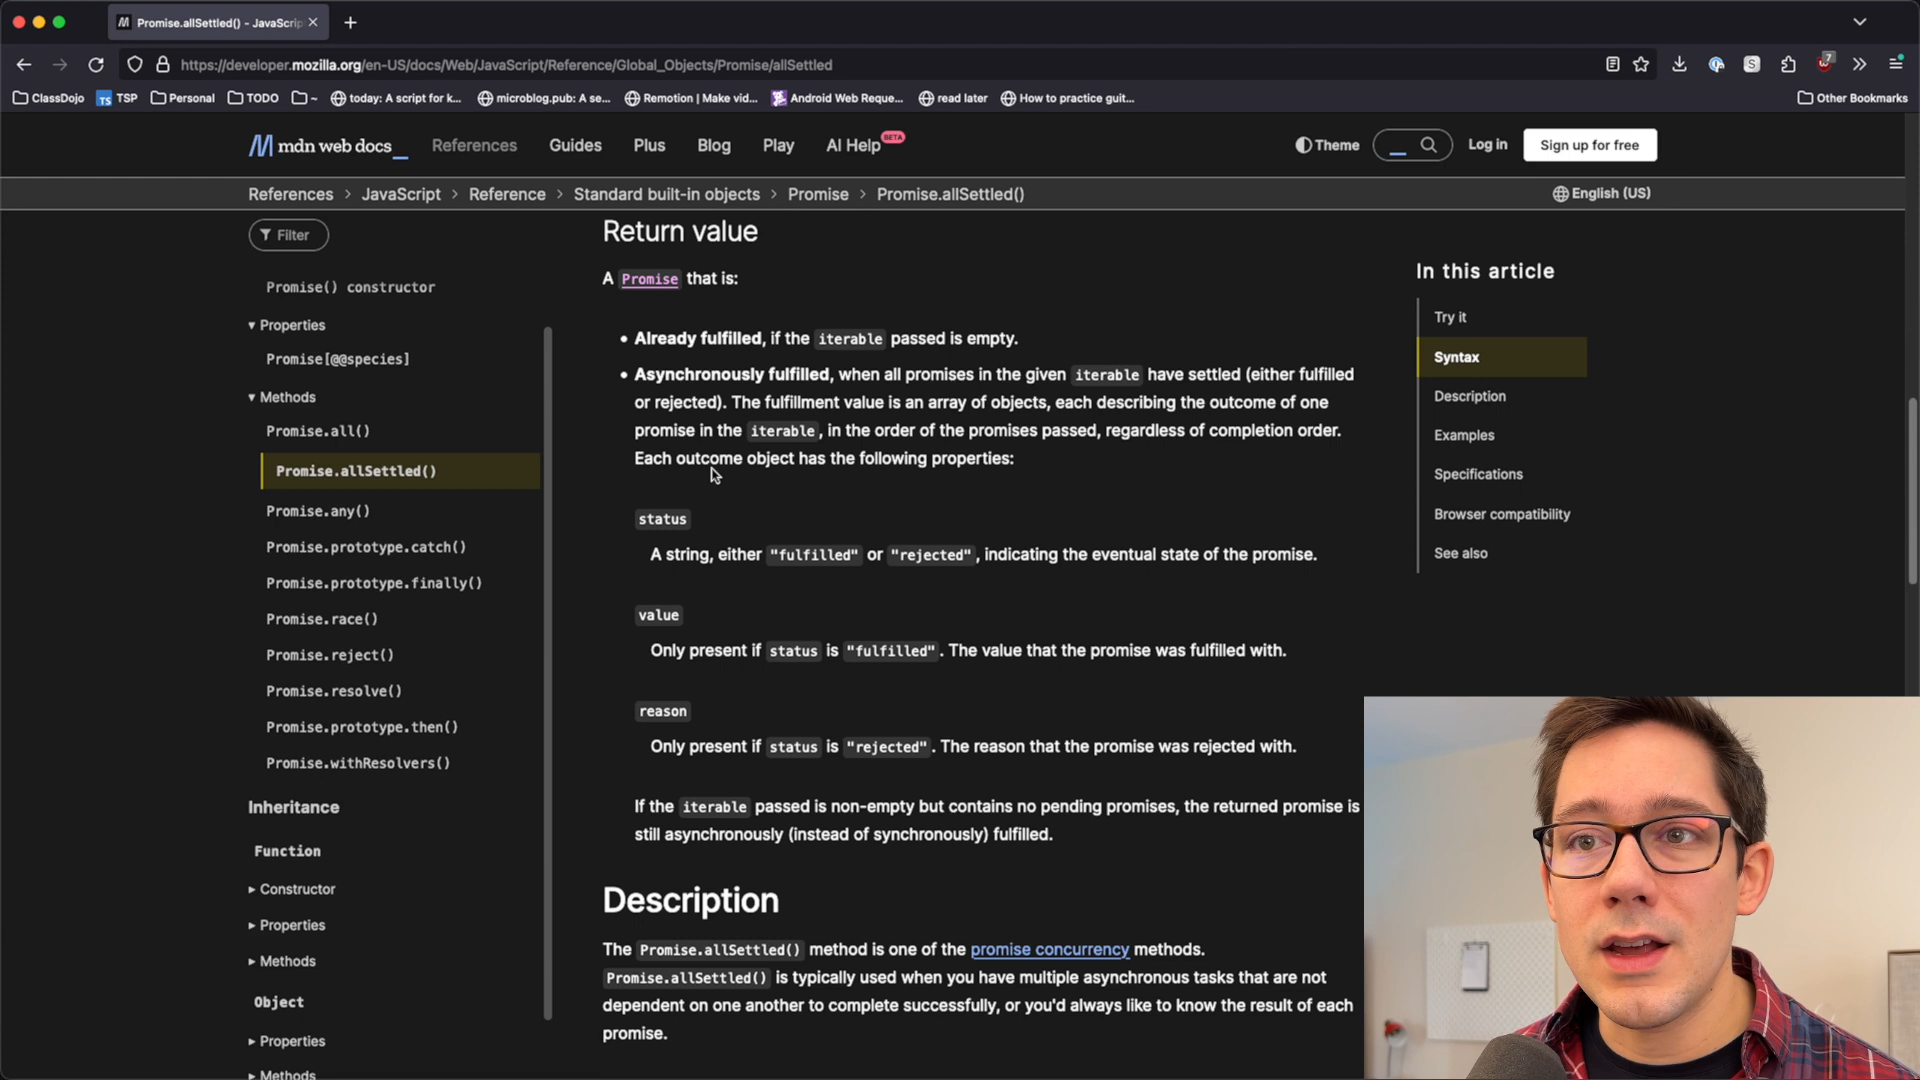 Promise.allSettled() - JavaScrip
https://developer.mozilla.org/en-US/docs/Web/JavaScript/Reference/Global_Objects/Promise/allSettled
S
7
ClassDojo
TS TSP
Personal
TODO
~
today: A script for k...
microblog.pub: A se...
Remotion | Make vid...
Android Web Reque...
read later
How to practice guit...
Other Bookmarks
mdn web docs_
References
Guides
Plus
Blog
Play
AI Help BETA
Theme
Log in
Sign up for free
References > JavaScript > Reference > Standard built-in objects > Promise > Promise.allSettled()
English (US)
Filter
Promise() constructor
Properties
Promise[@@species]
Methods
Promise.all()
Promise.allSettled()
Promise.any()
Promise.prototype.catch()
Promise.prototype.finally()
Promise.race()
Promise.reject()
Promise.resolve()
Promise.prototype.then()
Promise.withResolvers()
Inheritance
Function
Constructor
Properties
Methods
Object
Properties
Methods
Return value
A Promise that is:
• Already fulfilled, if the iterable passed is empty.
• Asynchronously fulfilled, when all promises in the given iterable have settled (either fulfilled
or rejected). The fulfillment value is an array of objects, each describing the outcome of one
promise in the iterable, in the order of the promises passed, regardless of completion order.
Each outcome object has the following properties:
status
A string, either "fulfilled" or "rejected", indicating the eventual state of the promise.
value
Only present if status is "fulfilled". The value that the promise was fulfilled with.
reason
Only present if status is "rejected". The reason that the promise was rejected with.
If the iterable passed is non-empty but contains no pending promises, the returned promise is
still asynchronously (instead of synchronously) fulfilled.
Description
The Promise.allSettled() method is one of the promise concurrency methods.
Promise.allSettled() is typically used when you have multiple asynchronous tasks that are not
dependent on one another to complete successfully, or you'd always like to know the result of each
promise.
In this article
Try it
Syntax
Description
Examples
Specifications
Browser compatibility
See also